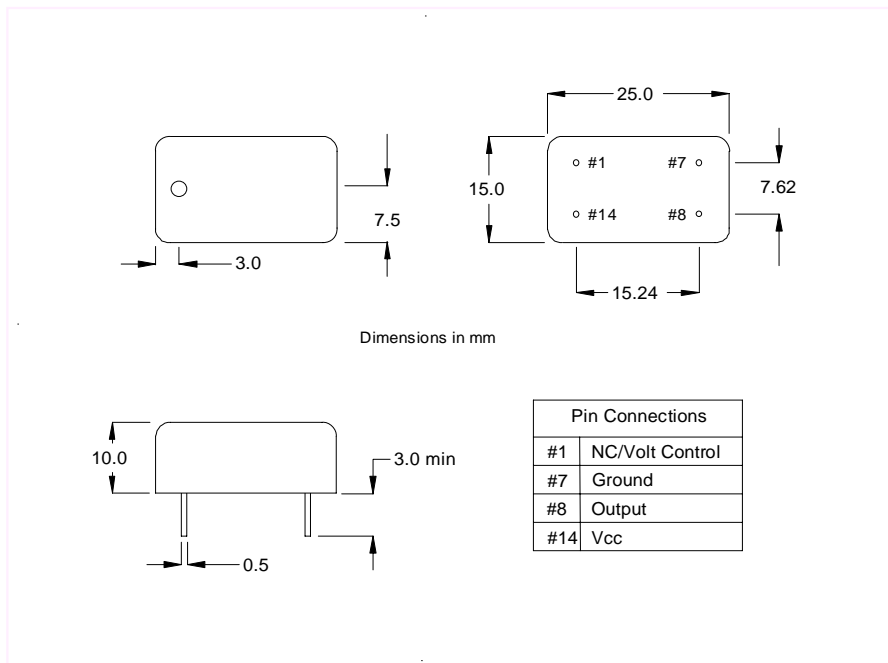 25.0
#1
#7
15.0
7.62
7.5
#14
#8
3.0
15.24
Dimensions in mm
Pin Connections
10.0
3.0 min
#1 NC/Volt Control
#7 Ground
#8 Output
#14 Vcc
0.5